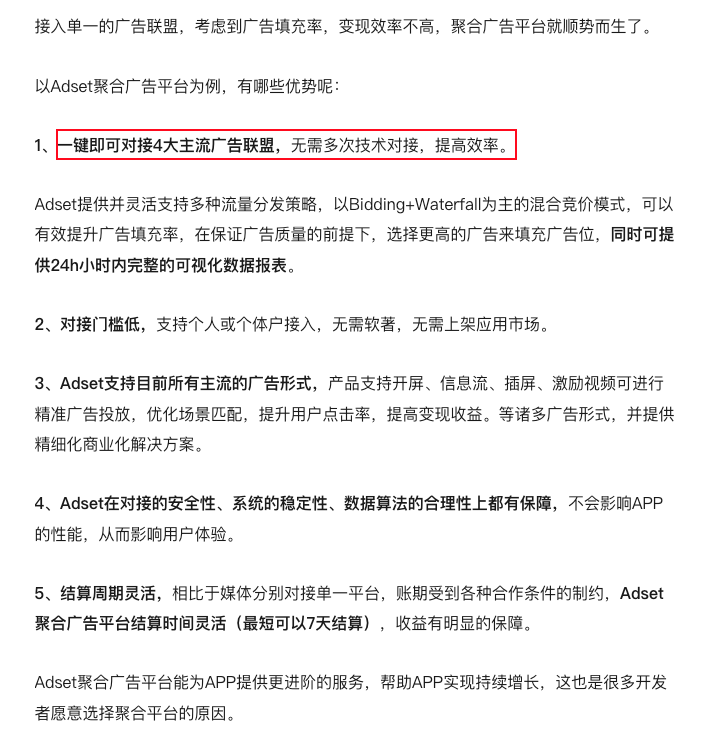 接入单一的广告联盟，考虑到广告填充率，变现效率不高，聚合广告平台就顺势而生了。
以Adset聚合广告平台为例，有哪些优势呢：
1、一键即可对接4大主流广告联盟，无需多次技术对接，提高效率。
Adset提供并灵活支持多种流量分发策略，以Bidding+Waterfall为主的混合竞价模式，可以
有效提升广告填充率，在保证广告质量的前提下，选择更高的广告来填充广告位，同时可提
供24h小时内完整的可视化数据报表。
2、对接门槛低，支持个人或个体户接入，无需软著，无需上架应用市场。
3、Adset支持目前所有主流的广告形式，产品支持开屏、信息流、插屏、激励视频可进行
精准广告投放，优化场景匹配，提升用户点击率，提高变现收益。等诸多广告形式，并提供
精细化商业化解决方案。
4、Adset在对接的安全性、系统的稳定性、数据算法的合理性上都有保障，不会影响APP
的性能，从而影响用户体验。
5、结算周期灵活，相比于媒体分别对接单一平台，账期受到各种合作条件的制约，Adset
聚合广告平台结算时间灵活（最短可以7天结算），收益有明显的保障。
Adset聚合广告平台能为APP提供更进阶的服务，帮助APP实现持续增长，这也是很多开发
者愿意选择聚合平台的原因。